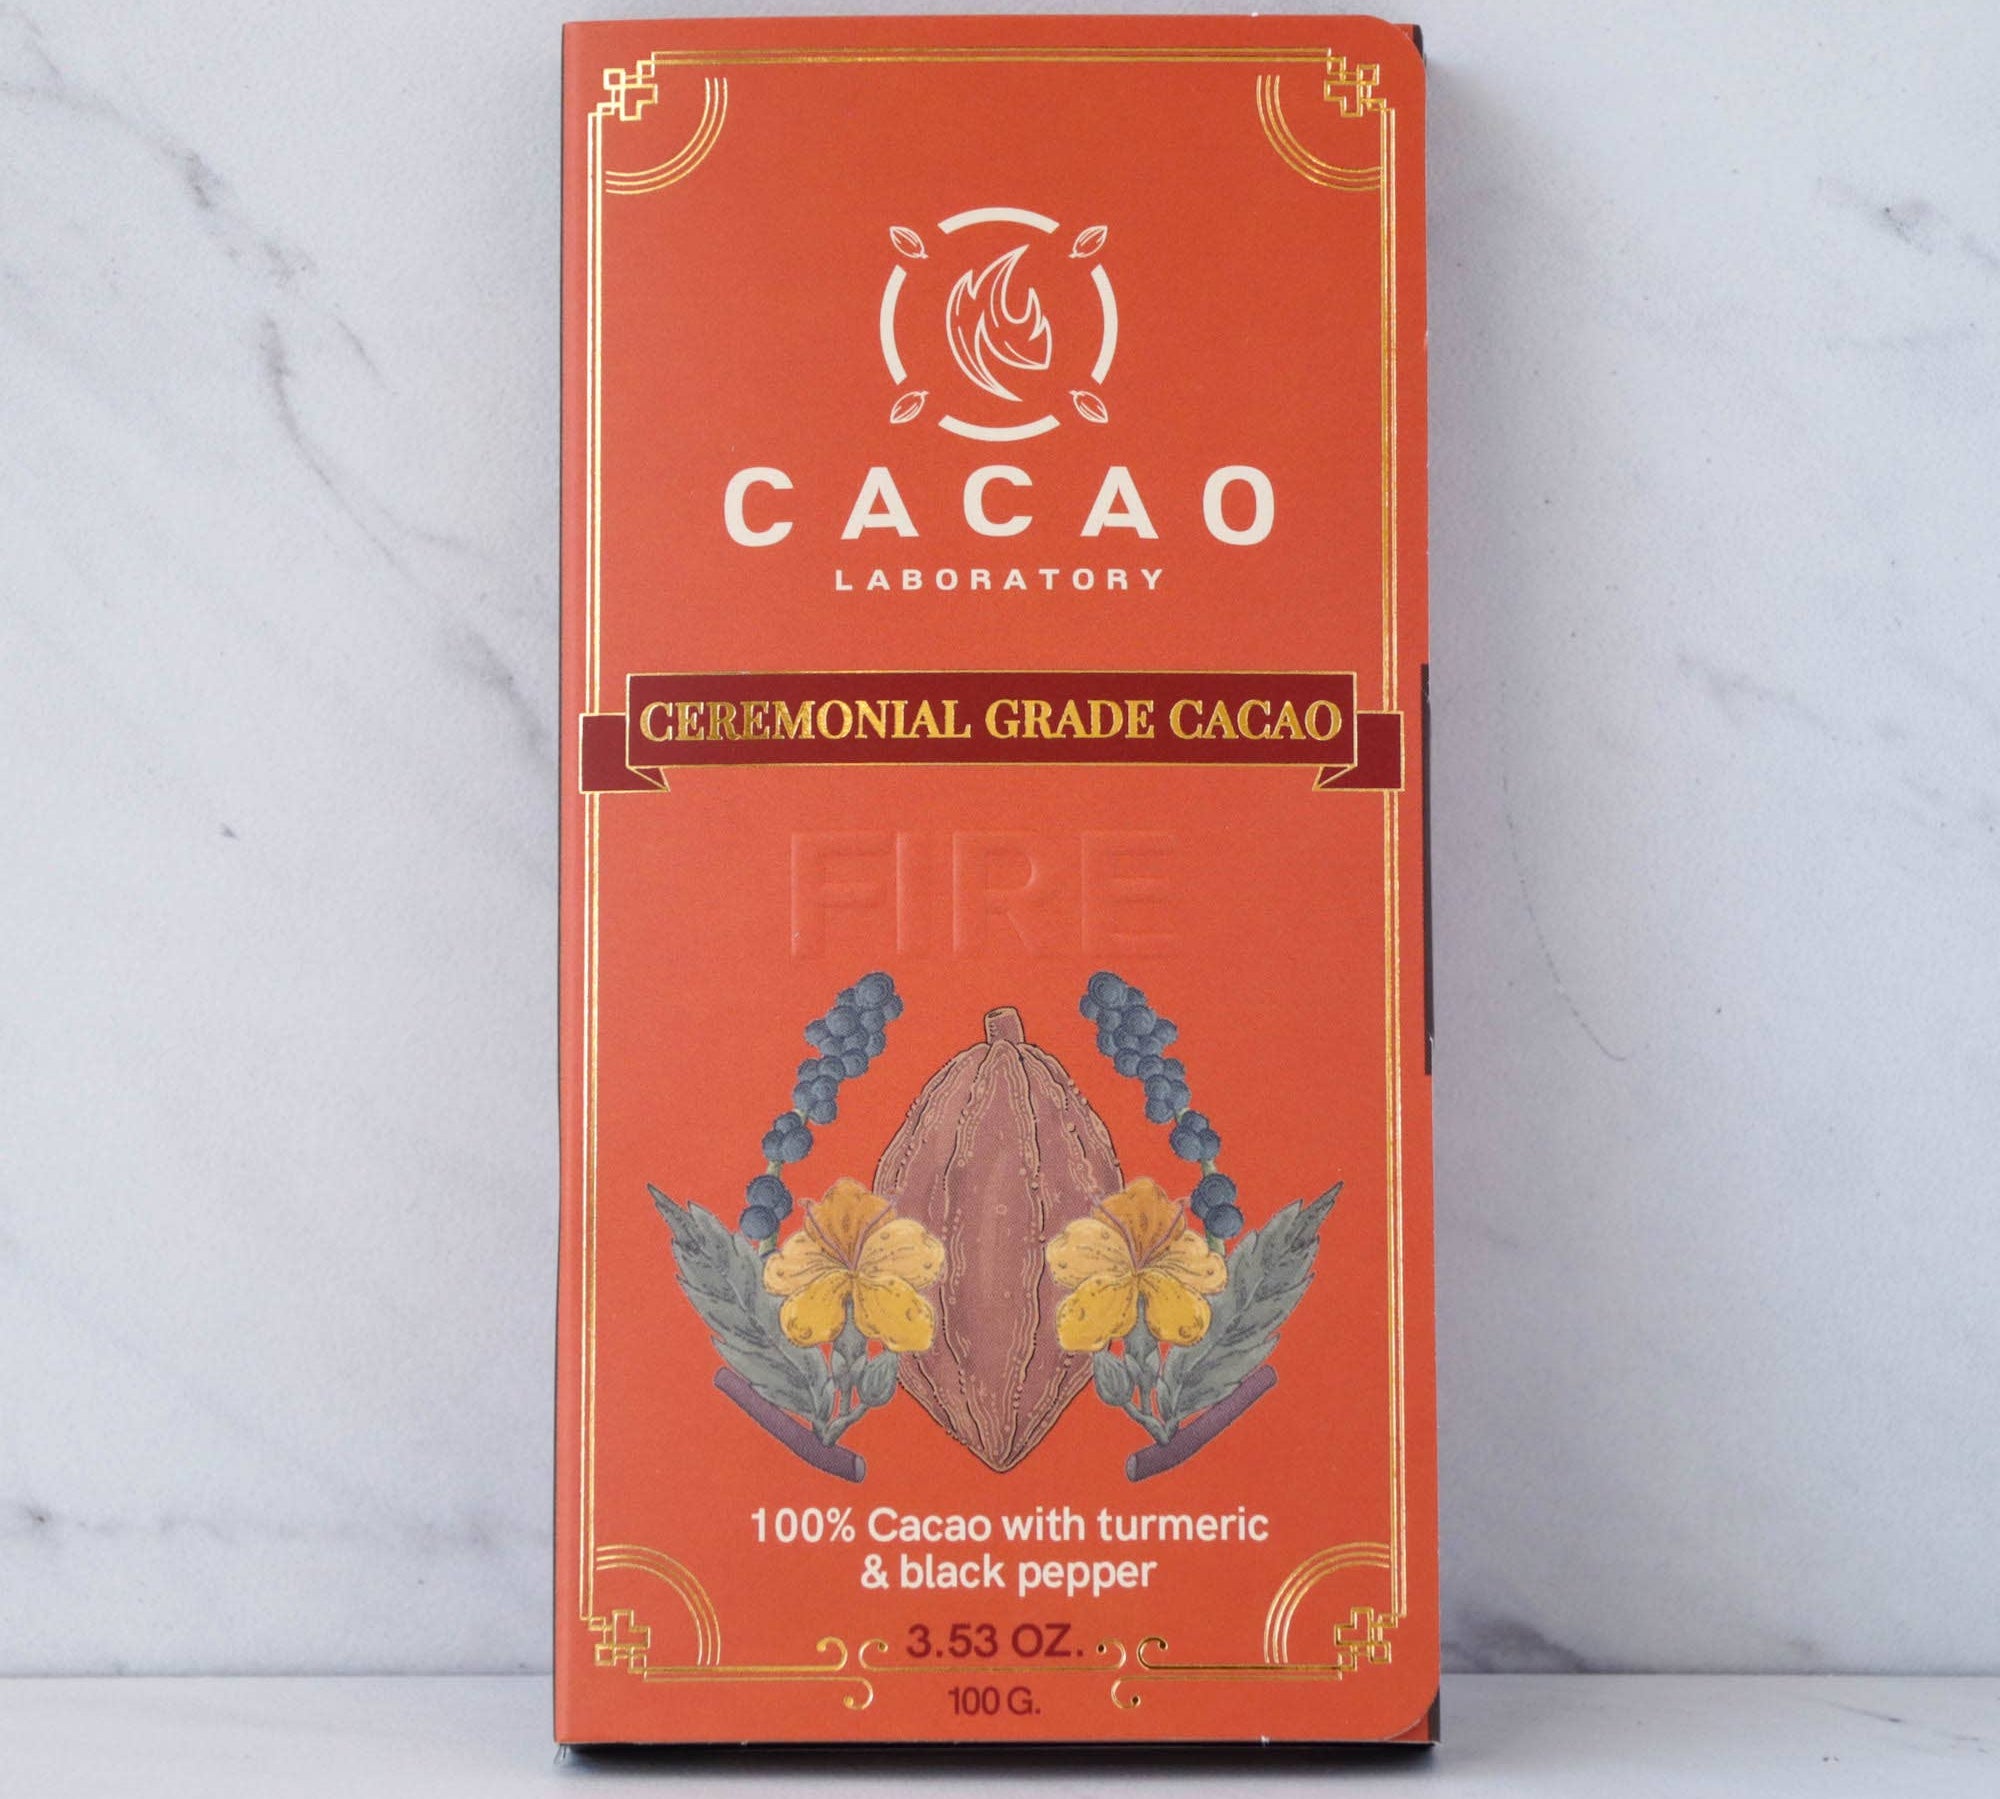 CACAO
LABORATORY
CEREMONIAL GRADE CACAO
FIRE
100% Cacao with turmeric
& black pepper
3.53 OZ.
100 G.